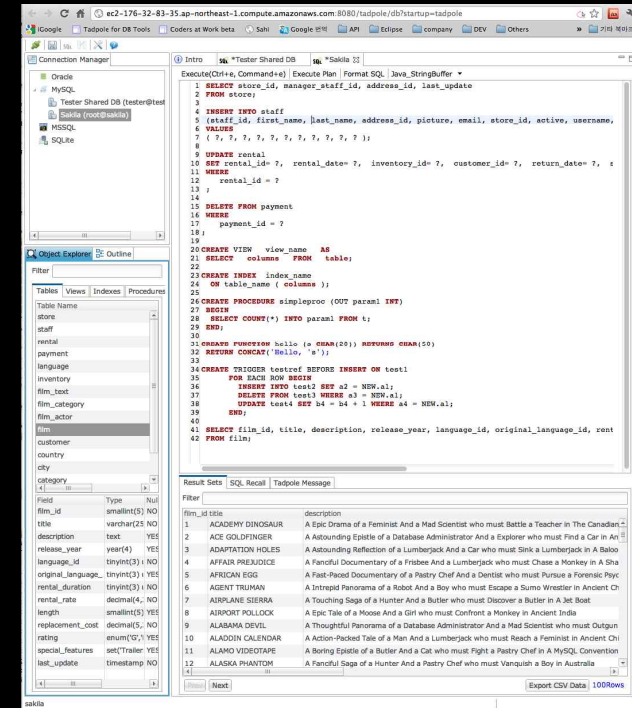 ec2-176-32-83-35.ap-northeast-1.compute.amazonaws.com:8080/tadpole/db?startup=tadpole
iGoogle Tadpole for DB Tools Coders at Work beta Sahi Google 번역 API Eclipse company DEV Others » 기타 북마크
Connection Manager
Oracle
MySQL
Tester Shared DB (tester@test
Sakila (root@sakila)
MSSQL
SQLite
Object Explorer Outline
Filter
Tables Views Indexes Procedures
Table Name
store
staff
rental
payment
language
inventory
film_text
film_category
film_actor
film
customer
country
city
category
Field Type Nul
film_id smallint(5) NO
title varchar(25 NO
description text YES
release_year year(4) YES
language_id tinyint(3) NO
original_language_ tinyint(3) YES
rental_duration tinyint(3) NO
rental_rate decimal(4, NO
length smallint(5) YES
replacement_cost decimal(5, NO
rating enum('G',' YES
special_features set('Trailer YES
last_update timestamp NO
Intro *Tester Shared DB *Sakila
Execute(Ctrl+e, Command+e) Execute Plan Format SQL Java_StringBuffer
1 SELECT store_id, manager_staff_id, address_id, last_update
2 FROM store;
3
4 INSERT INTO staff
5 (staff_id, first_name, last_name, address_id, picture, email, store_id, active, username,
6 VALUES
7 ( ?, ?, ?, ?, ?, ?, ?, ?, ?, ?, ? );
8
9 UPDATE rental
10 SET rental_id= ?, rental_date= ?, inventory_id= ?, customer_id= ?, return_date= ?, s
11 WHERE
12 rental_id = ?
13 ;
14
15 DELETE FROM payment
16 WHERE
17 payment_id = ?
18 ;
19
20 CREATE VIEW view_name AS
21 SELECT columns FROM table;
22
23 CREATE INDEX index_name
24 ON table_name ( columns );
25
26 CREATE PROCEDURE simpleproc (OUT param1 INT)
27 BEGIN
28 SELECT COUNT(*) INTO param1 FROM t;
29 END;
30
31 CREATE FUNCTION hello (s CHAR(20)) RETURNS CHAR(50)
32 RETURN CONCAT('Hello, 's');
33
34 CREATE TRIGGER testref BEFORE INSERT ON test1
35 FOR EACH ROW BEGIN
36 INSERT INTO test2 SET a2 = NEW.a1;
37 DELETE FROM test3 WHERE a3 = NEW.a1;
38 UPDATE test4 SET b4 = b4 + 1 WHERE a4 = NEW.a1;
39 END;
40
41 SELECT film_id, title, description, release_year, language_id, original_language_id, rent
42 FROM film;
Result Sets SQL Recall Tadpole Message
Filter
film_id title description
1 ACADEMY DINOSAUR A Epic Drama of a Feminist And a Mad Scientist who must Battle a Teacher in The Canadian
2 ACE GOLDFINGER A Astounding Epistle of a Database Administrator And a Explorer who must Find a Car in An
3 ADAPTATION HOLES A Astounding Reflection of a Lumberjack And a Car who must Sink a Lumberjack in A Baloo
4 AFFAIR PREJUDICE A Fanciful Documentary of a Frisbee And a Lumberjack who must Chase a Monkey in A Sha
5 AFRICAN EGG A Fast-Paced Documentary of a Pastry Chef And a Dentist who must Pursue a Forensic Psyc
6 AGENT TRUMAN A Intrepid Panorama of a Robot And a Boy who must Escape a Sumo Wrestler in Ancient Ch
7 AIRPLANE SIERRA A Touching Saga of a Hunter And a Butler who must Discover a Butler in A Jet Boat
8 AIRPORT POLLOCK A Epic Tale of a Moose And a Girl who must Confront a Monkey in Ancient India
9 ALABAMA DEVIL A Thoughtful Panorama of a Database Administrator And a Mad Scientist who must Outgun
10 ALADDIN CALENDAR A Action-Packed Tale of a Man And a Lumberjack who must Reach a Feminist in Ancient Chi
11 ALAMO VIDEOTAPE A Boring Epistle of a Butler And a Cat who must Fight a Pastry Chef in A MySQL Convention
12 ALASKA PHANTOM A Fanciful Saga of a Hunter And a Pastry Chef who must Vanquish a Boy in Australia
Prev Next Export CSV Data 100Rows
sakila